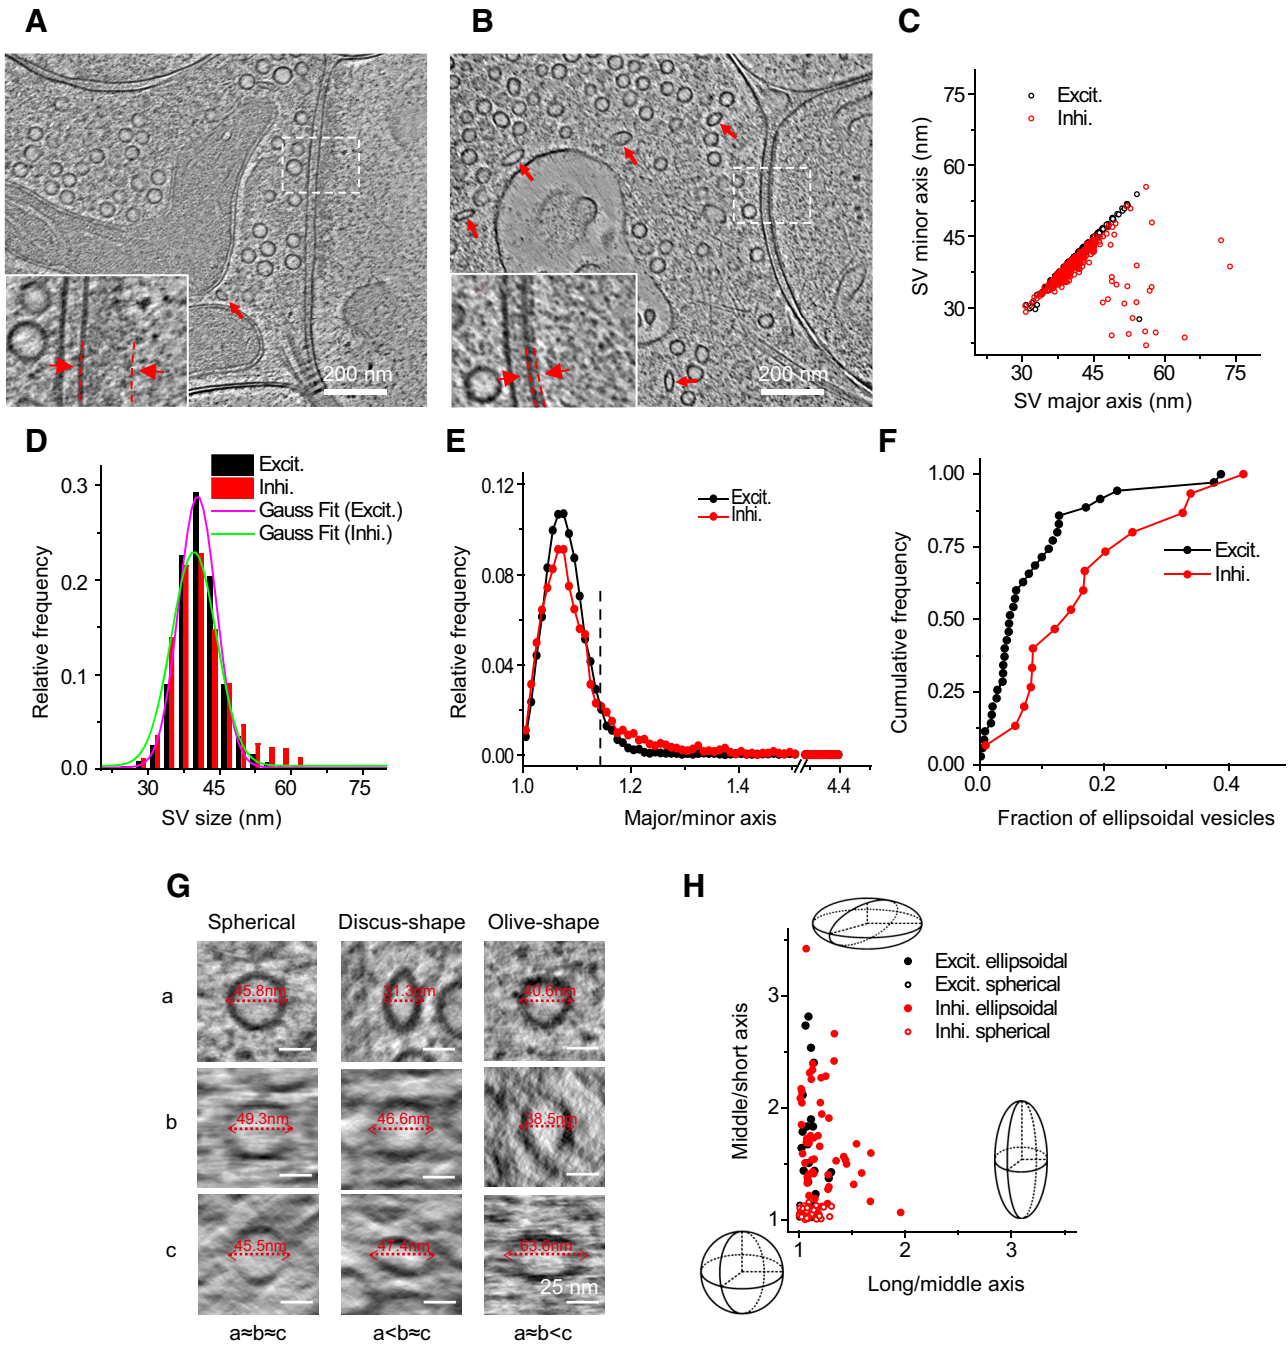 A
B
C
200 nm
200 nm
75
60
45
30
30
45
60
75
SV minor axis (nm)
SV major axis (nm)
Excit.
Inhi.
D
E
F
0.3
0.2
0.1
0.0
30
45
60
75
Relative frequency
SV size (nm)
Excit.
Inhi.
Gauss Fit (Excit.)
Gauss Fit (Inhi.)
0.12
0.08
0.04
0.00
1.0
1.2
1.4
4.4
Relative frequency
Major/minor axis
Excit.
Inhi.
1.00
0.75
0.50
0.25
0.00
0.0
0.2
0.4
Cumulative frequency
Fraction of ellipsoidal vesicles
Excit.
Inhi.
G
Spherical
Discus-shape
Olive-shape
a
45.8nm
31.3nm
40.6nm
b
49.3nm
46.6nm
38.5nm
c
45.5nm
47.4nm
63.6nm
25 nm
a≈b≈c
a<b≈c
a≈b<c
H
Excit. ellipsoidal
Excit. spherical
Inhi. ellipsoidal
Inhi. spherical
3
2
1
1
2
3
Middle/short axis
Long/middle axis